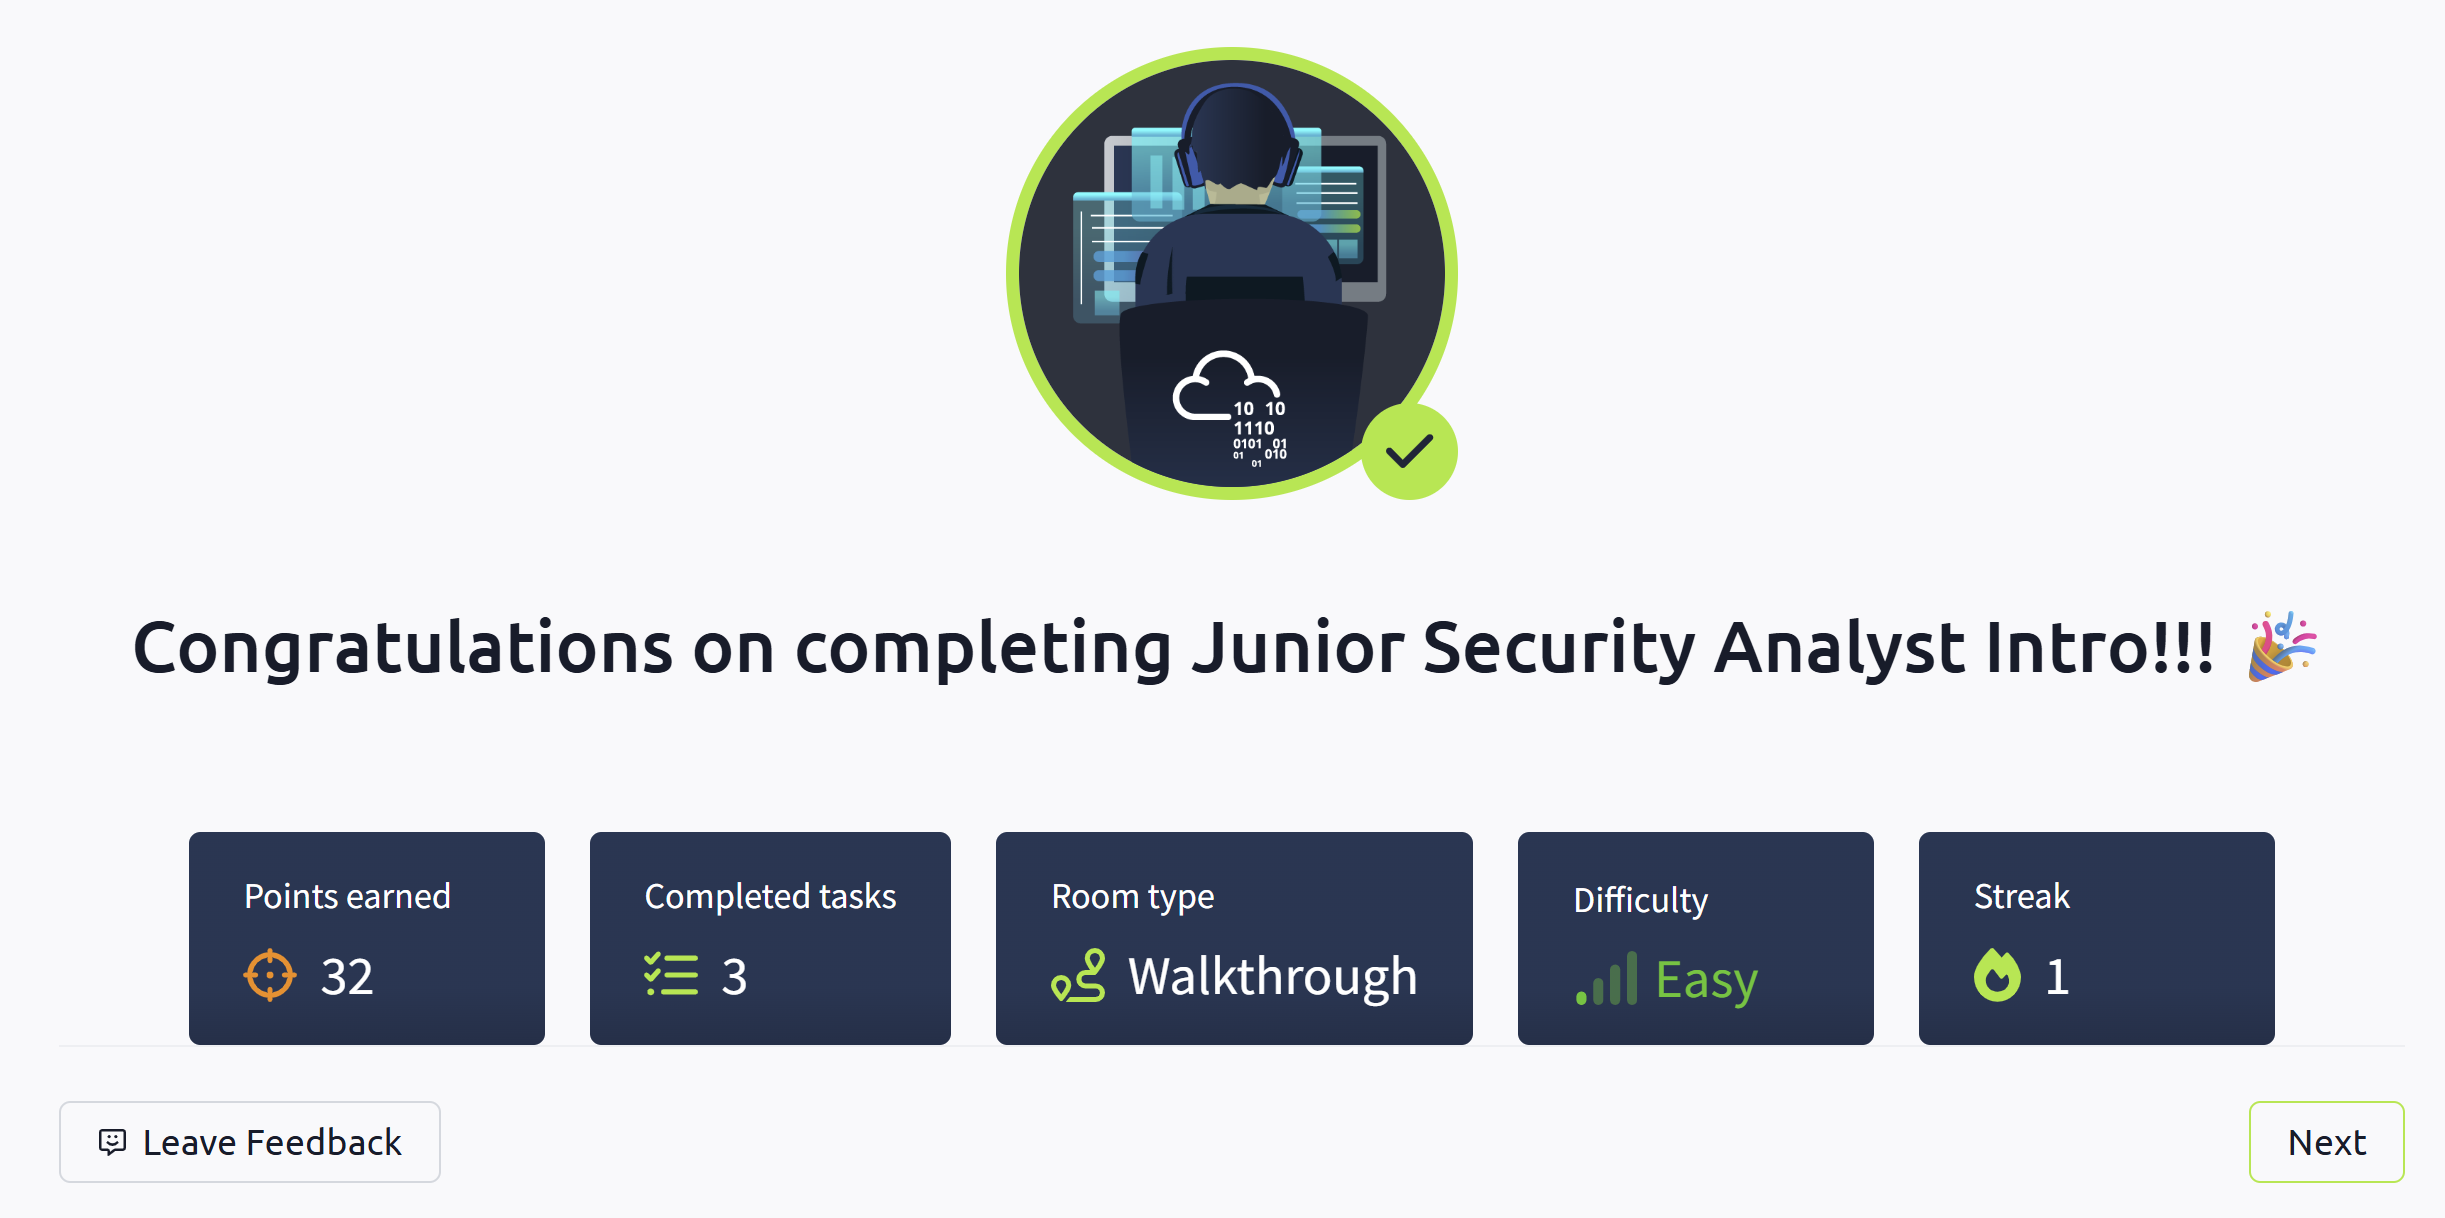 10 10
1110
0101 01
01 010
01
Congratulations on completing Junior Security Analyst Intro!!! 🎉
Points earned
32
Completed tasks
3
Room type
Walkthrough
Difficulty
Easy
Streak
1
Leave Feedback
Next